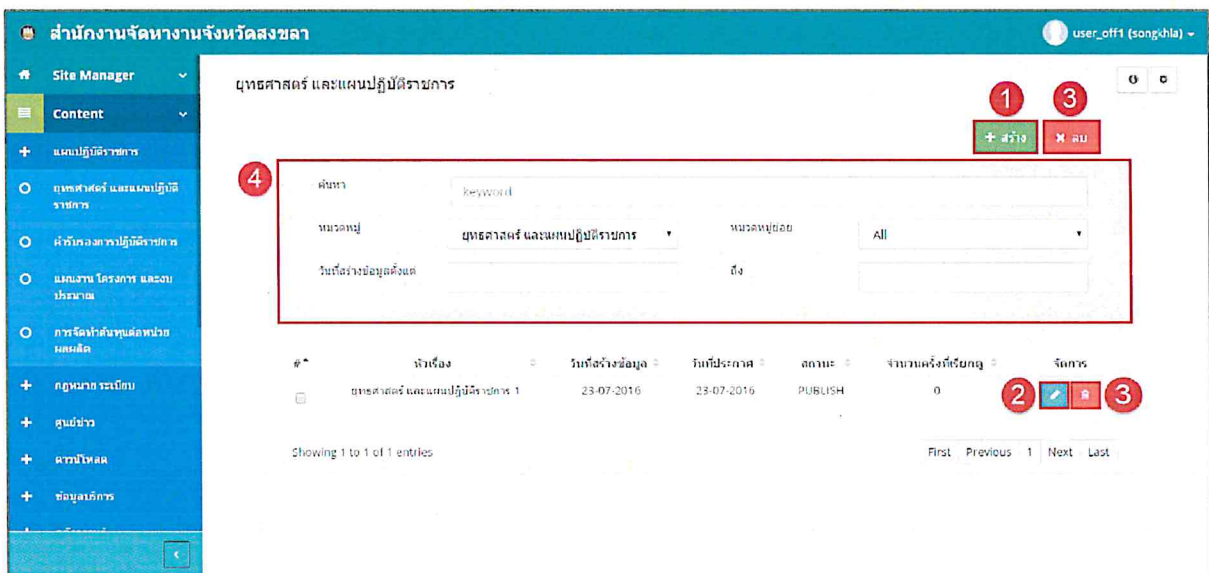 สำนักงานจัดหางานจังหวัดสงขลา
user_off1 (songkhla)
Site Manager
Content
แผนปฏิบัติราชการ
ยุทธศาสตร์ และแผนปฏิบัติ
ราชการ
คำรับรองการปฏิบัติราชการ
แผนงาน โครงการ และงบ
ประมาณ
การจัดทำต้นทุนต่อหน่วย
ผลผลิต
กฎหมาย ระเบียบ
ศูนย์ข่าว
ดาวน์โหลด
ข้อมูลบริการ
ยุทธศาสตร์ และแผนปฏิบัติราชการ
1 3
+ สร้าง ✖ ลบ
4
ค้นหา keyword
หมวดหมู่ ยุทธศาสตร์ และแผนปฏิบัติราชการ หมวดหมู่ย่อย All
วันที่สร้างข้อมูลตั้งแต่ ถึง
# หัวเรื่อง วันที่สร้างข้อมูล วันที่ประกาศ สถานะ จำนวนครั้งที่เรียกดู จัดการ
ยุทธศาสตร์ และแผนปฏิบัติราชการ 1 23-07-2016 23-07-2016 PUBLISH 0 2 3
Showing 1 to 1 of 1 entries First Previous 1 Next Last